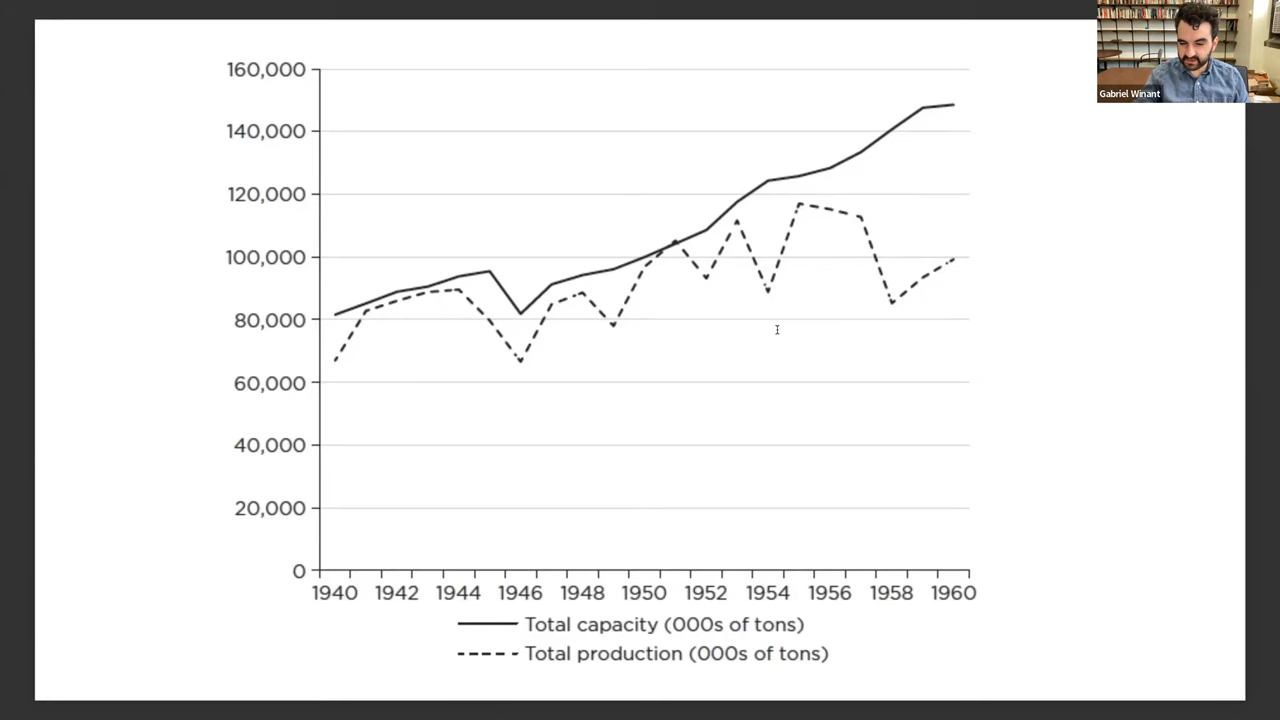 Gabriel Winant
160,000
140,000
120,000
100,000
80,000
60,000
40,000
20,000
0
1940 1942 1944 1946 1948 1950 1952 1954 1956 1958 1960
Total capacity (000s of tons)
Total production (000s of tons)